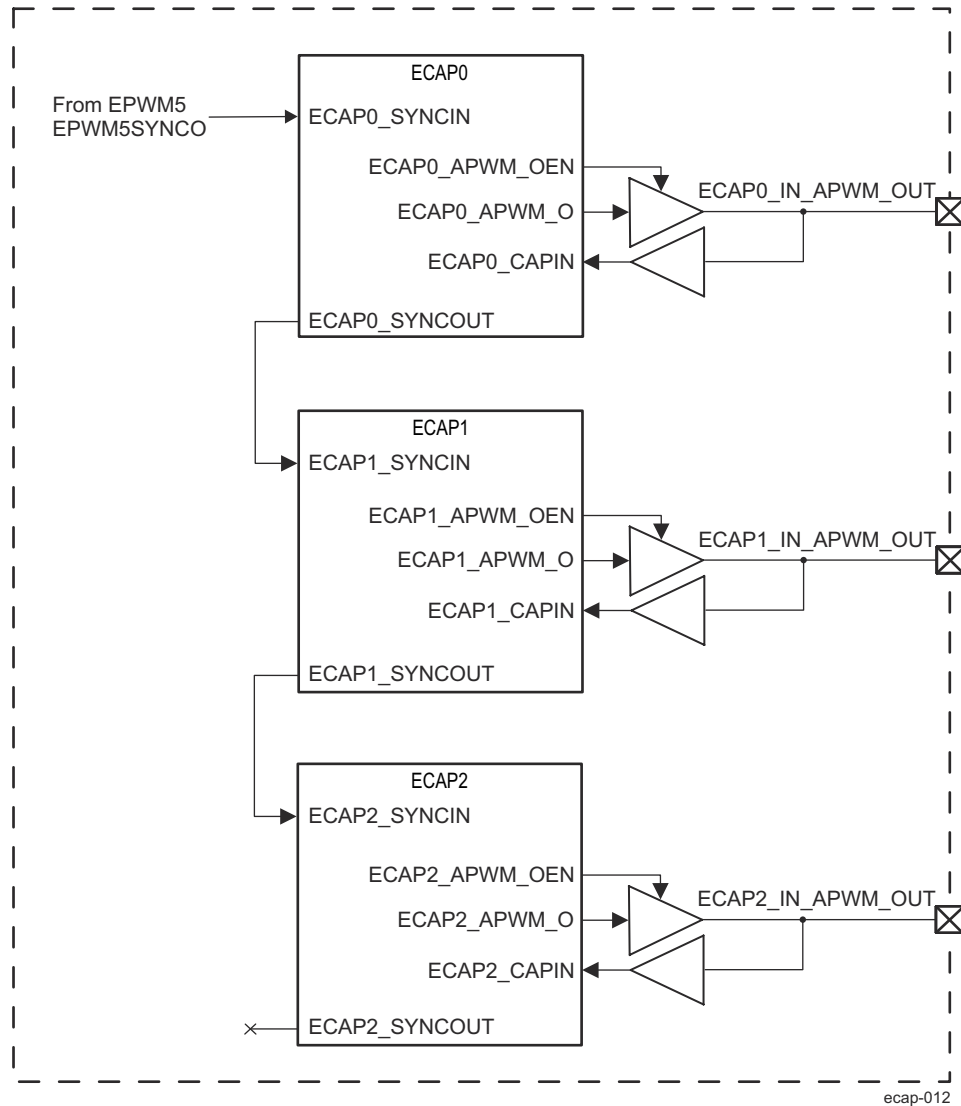 ECAP0
From EPWM5
EPWM5SYNCO
ECAP0_SYNCIN
ECAP0_APWM_OEN
ECAP0_APWM_O
ECAP0_IN_APWM_OUT
ECAP0_CAPIN
ECAP0_SYNCOUT
ECAP1
ECAP1_SYNCIN
ECAP1_APWM_OEN
ECAP1_APWM_O
ECAP1_IN_APWM_OUT
ECAP1_CAPIN
ECAP1_SYNCOUT
ECAP2
ECAP2_SYNCIN
ECAP2_APWM_OEN
ECAP2_APWM_O
ECAP2_IN_APWM_OUT
ECAP2_CAPIN
ECAP2_SYNCOUT
ecap-012